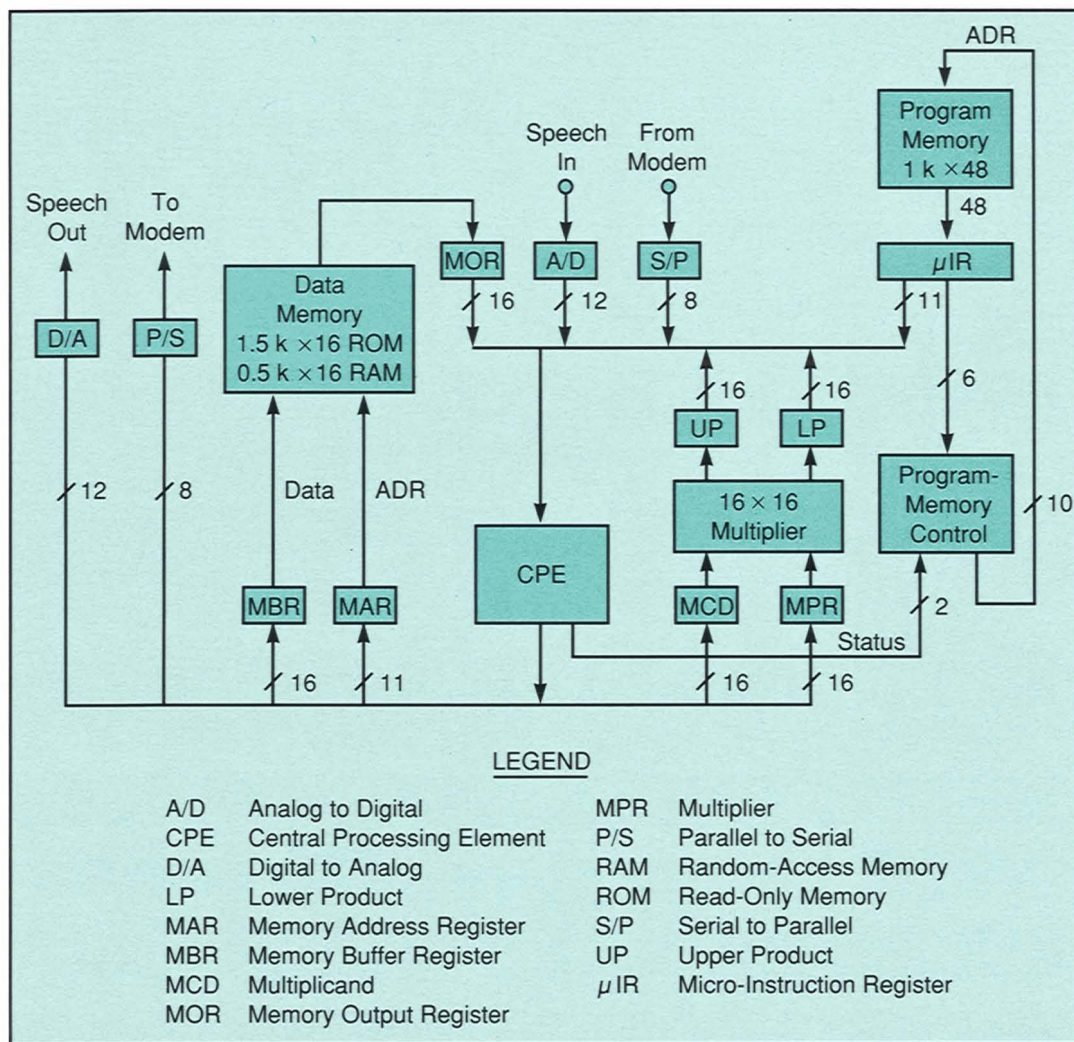 ADR
Program
Memory
1 k × 48
48
Speech
In
From
Modem
Speech
Out
To
Modem
MOR
A/D
S/P
µIR
16
12
8
11
Data
Memory
1.5 k × 16 ROM
0.5 k × 16 RAM
D/A
P/S
16
16
6
UP
LP
12
8
Data
ADR
16 × 16
Multiplier
Program-
Memory
Control
10
CPE
MBR
MAR
MCD
MPR
2
Status
16
11
16
16
LEGEND
A/D Analog to Digital
CPE Central Processing Element
D/A Digital to Analog
LP Lower Product
MAR Memory Address Register
MBR Memory Buffer Register
MCD Multiplicand
MOR Memory Output Register
MPR Multiplier
P/S Parallel to Serial
RAM Random-Access Memory
ROM Read-Only Memory
S/P Serial to Parallel
UP Upper Product
µIR Micro-Instruction Register